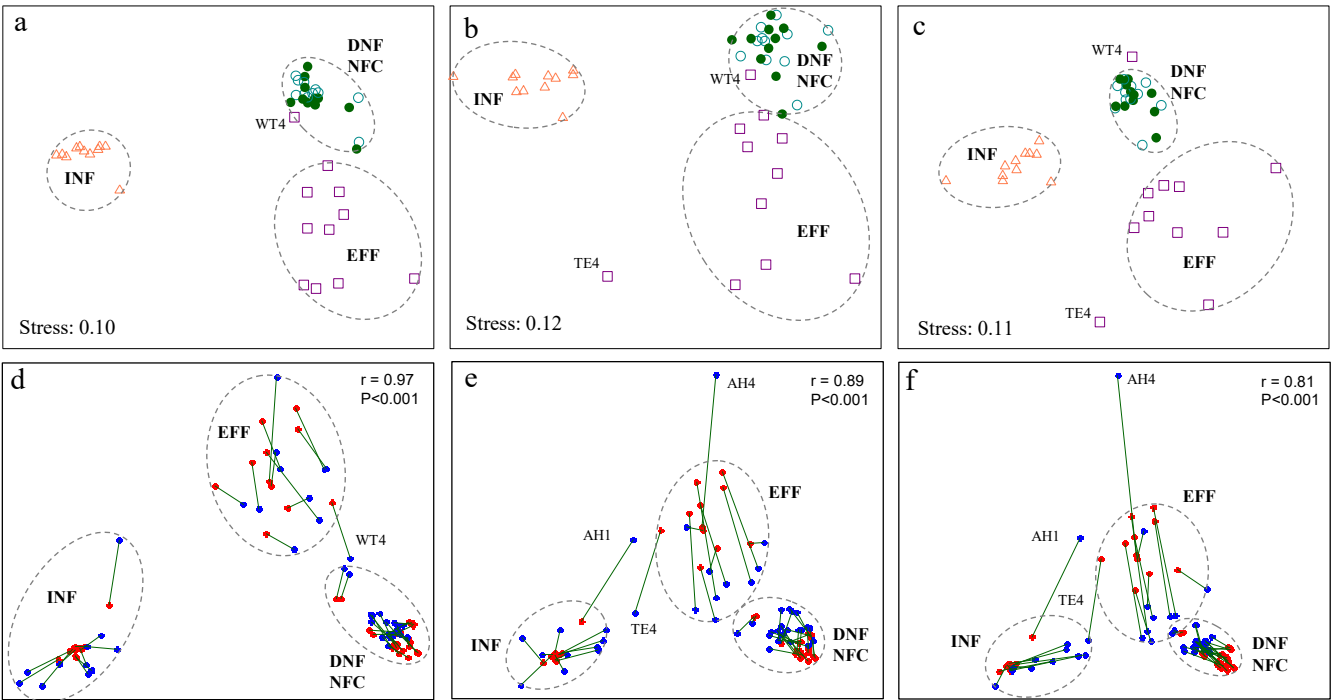 a
DNF
NFC
WT4
INF
EFF
Stress: 0.10
b
DNF
NFC
WT4
INF
EFF
TE4
Stress: 0.12
c
WT4
DNF
NFC
INF
EFF
TE4
Stress: 0.11
d
r = 0.97
P<0.001
EFF
WT4
INF
DNF
NFC
e
r = 0.89
P<0.001
AH4
EFF
AH1
TE4
INF
DNF
NFC
f
r = 0.81
P<0.001
AH4
EFF
AH1
TE4
INF
DNF
NFC